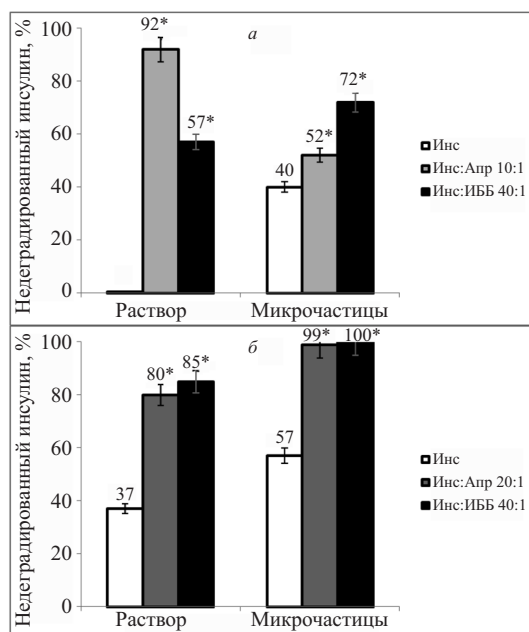 Недеградированный инсулин, %
100
80
60
40
20
0
а
92*
57*
40
52*
72*
Раствор
Микрочастицы
Инс
Инс:Апр 10:1
Инс:ИББ 40:1
Недеградированный инсулин, %
100
80
60
40
20
0
б
37
80*
85*
57
99*
100*
Раствор
Микрочастицы
Инс
Инс:Апр 20:1
Инс:ИББ 40:1